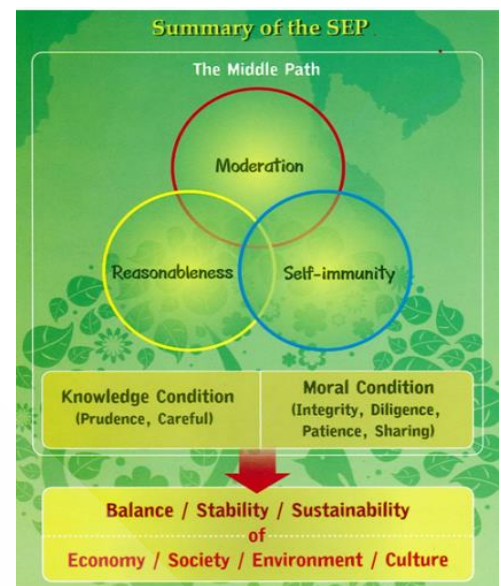 Summary of the SEP
The Middle Path
Moderation
Reasonableness
Self-immunity
Knowledge Condition
(Prudence, Careful)
Moral Condition
(Integrity, Diligence,
Patience, Sharing)
Balance / Stability / Sustainability
of
Economy / Society / Environment / Culture